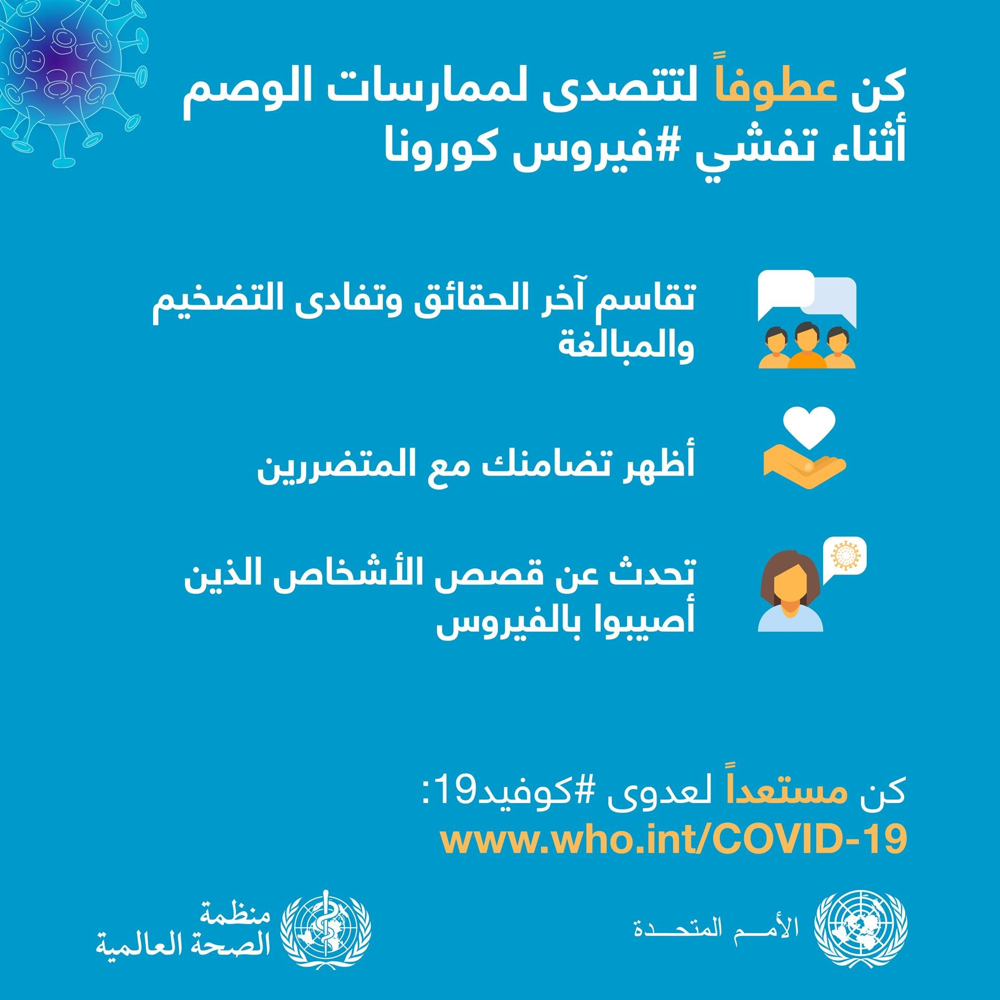 كن عطوفاً لتتصدى لممارسات الوصم
أثناء تفشي #فيروس كورونا
تقاسم آخر الحقائق وتفادى التضخيم
والمبالغة
أظهر تضامنك مع المتضررين
تحدث عن قصص الأشخاص الذين
أصيبوا بالفيروس
كن مستعداً لعدوى #كوفيد19:
www.who.int/COVID-19
الأمم المتحدة
منظمة
الصحة العالمية